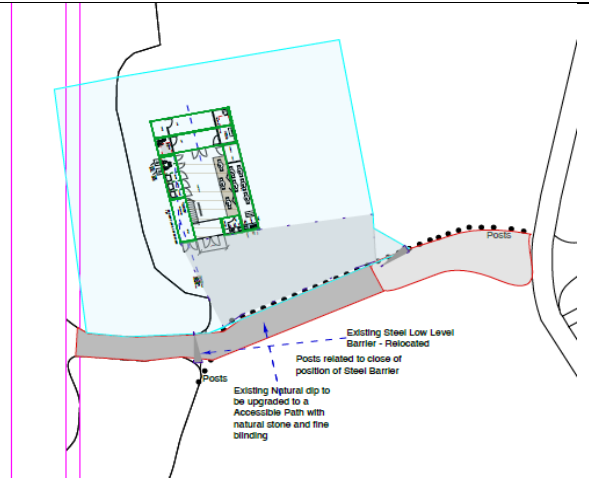 Posts
Existing Steel Low Level
Barrier - Relocated
Posts related to close of
position of Steel Barrier
Posts
Existing Natural dip to
be upgraded to a
Accessible Path with
natural stone and fine
blinding